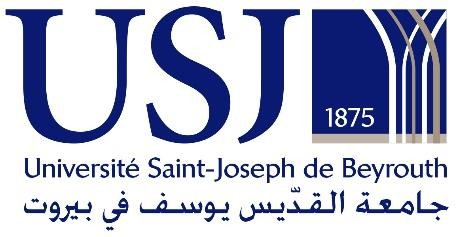 USJ
1875
Université Saint-Joseph de Beyrouth
جامعة القدّيس يوسف في بيروت